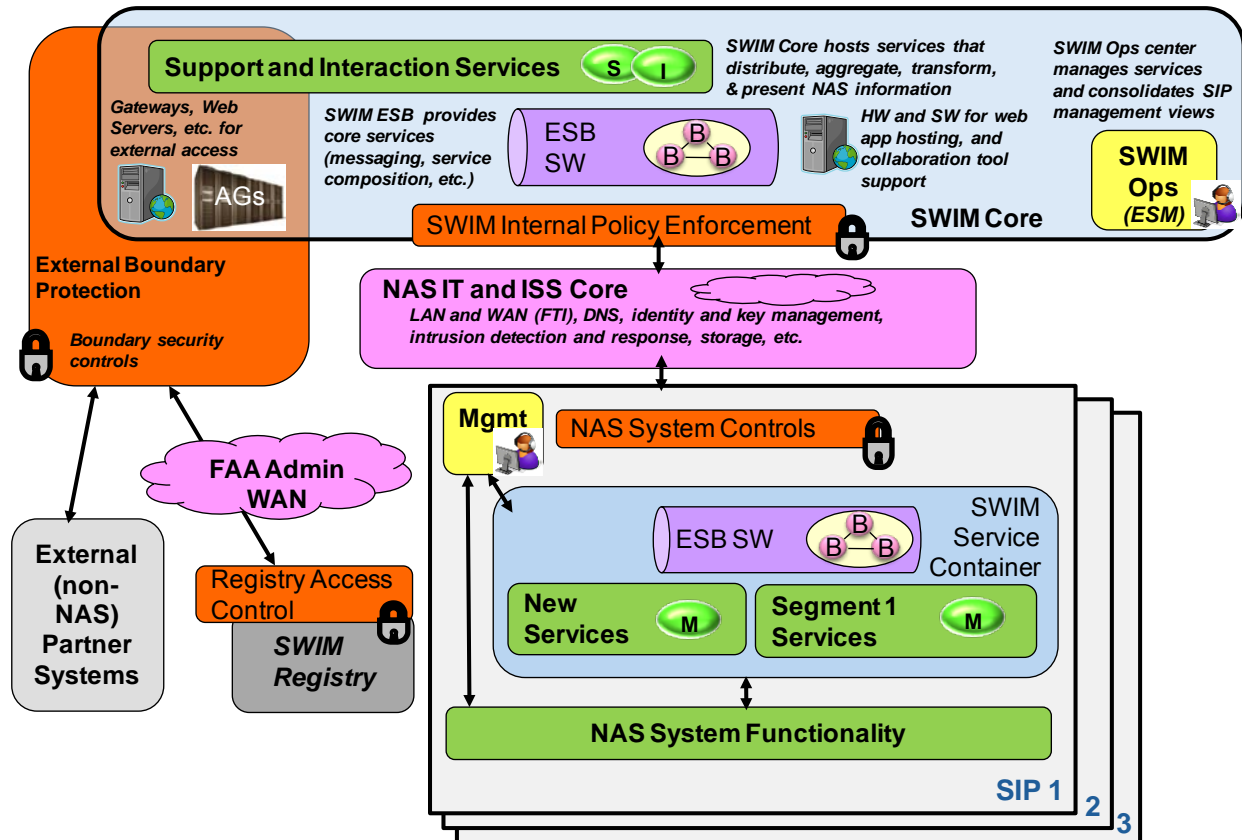 Support and Interaction Services
S
I
SWIM Core hosts services that
distribute, aggregate, transform,
& present NAS information
SWIM Ops center
manages services
and consolidates SIP
management views
Gateways, Web
Servers, etc. for
external access
AGs
SWIM ESB provides
core services
(messaging, service
composition, etc.)
ESB
SW
B
B
B
HW and SW for web
app hosting, and
collaboration tool
support
SWIM
Ops
(ESM)
SWIM Internal Policy Enforcement
SWIM Core
External Boundary
Protection
Boundary security
controls
NAS IT and ISS Core
LAN and WAN (FTI), DNS, identity and key management,
intrusion detection and response, storage, etc.
FAA Admin
WAN
External
(non-
NAS)
Partner
Systems
Registry Access
Control
SWIM
Registry
Mgmt
NAS System Controls
ESB SW
B
B
B
SWIM
Service
Container
New
Services
M
Segment 1
Services
M
NAS System Functionality
SIP 1
2
3